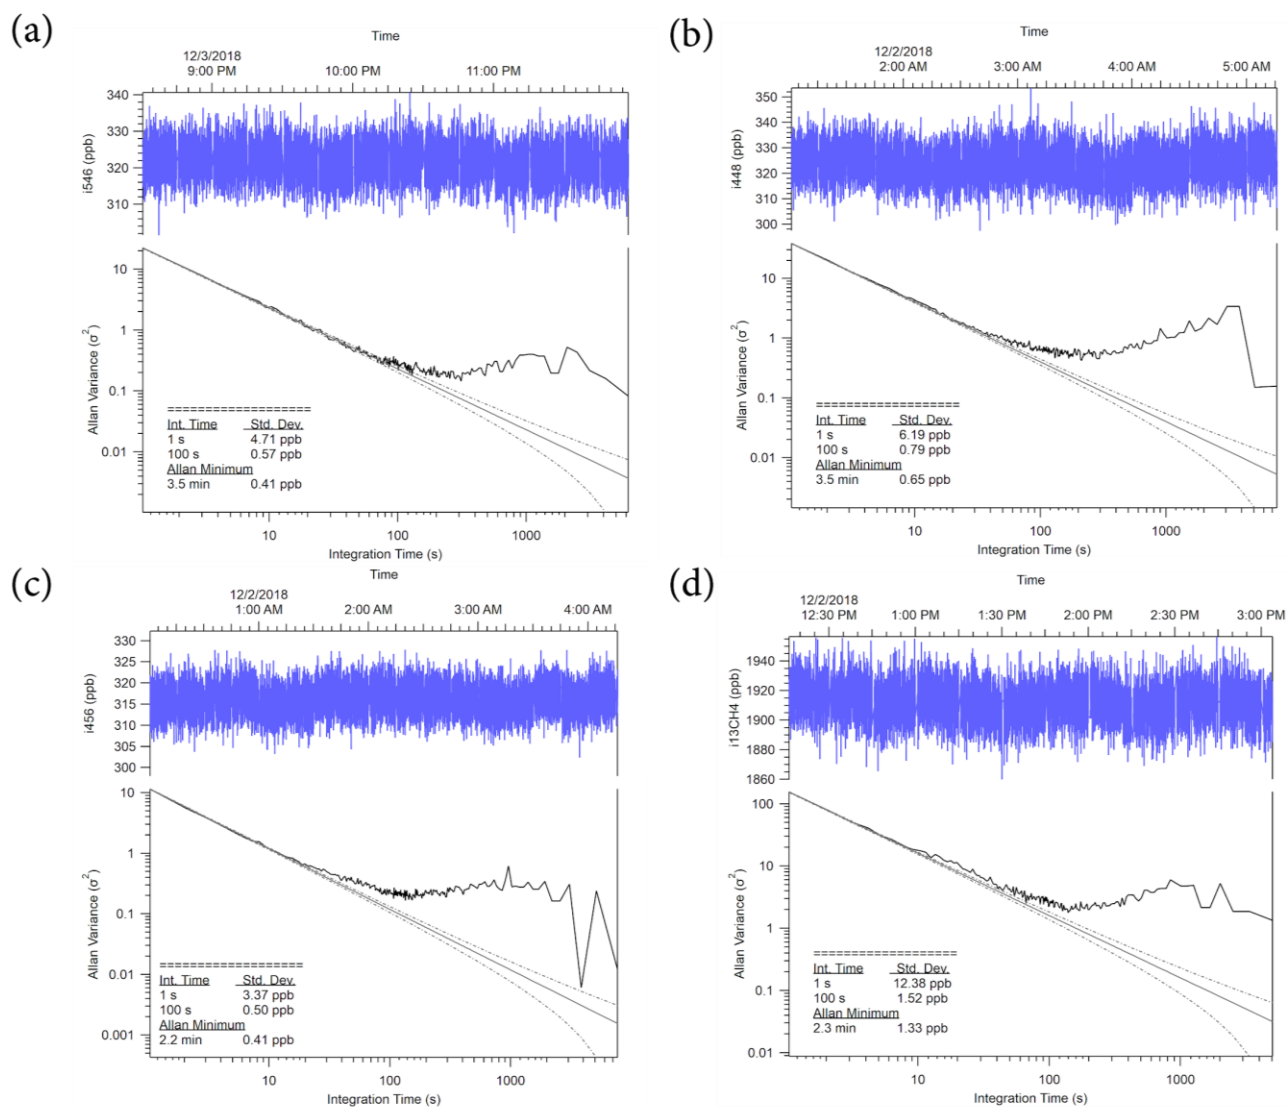 (a)
Time
12/3/2018
9:00 PM 10:00 PM 11:00 PM
340
330
320
310
i546 (ppb)
10
1
0.1
0.01
Allan Variance (σ²)
Int. Time Std. Dev.
1 s 4.71 ppb
100 s 0.57 ppb
Allan Minimum
3.5 min 0.41 ppb
10 100 1000
Integration Time (s)
(b)
Time
12/2/2018
2:00 AM 3:00 AM 4:00 AM 5:00 AM
350
340
330
320
310
300
i448 (ppb)
10
1
0.1
0.01
Allan Variance (σ²)
Int. Time Std. Dev.
1 s 6.19 ppb
100 s 0.79 ppb
Allan Minimum
3.5 min 0.65 ppb
10 100 1000
Integration Time (s)
(c)
Time
12/2/2018
1:00 AM 2:00 AM 3:00 AM 4:00 AM
330
325
320
315
310
305
300
i456 (ppb)
10
1
0.1
0.01
0.001
Allan Variance (σ²)
Int. Time Std. Dev.
1 s 3.37 ppb
100 s 0.50 ppb
Allan Minimum
2.2 min 0.41 ppb
10 100 1000
Integration Time (s)
(d)
Time
12/2/2018
12:30 PM 1:00 PM 1:30 PM 2:00 PM 2:30 PM 3:00 PM
1940
1920
1900
1880
1860
i13CH4 (ppb)
100
10
1
0.1
0.01
Allan Variance (σ²)
Int. Time Std. Dev.
1 s 12.38 ppb
100 s 1.52 ppb
Allan Minimum
2.3 min 1.33 ppb
10 100 1000
Integration Time (s)